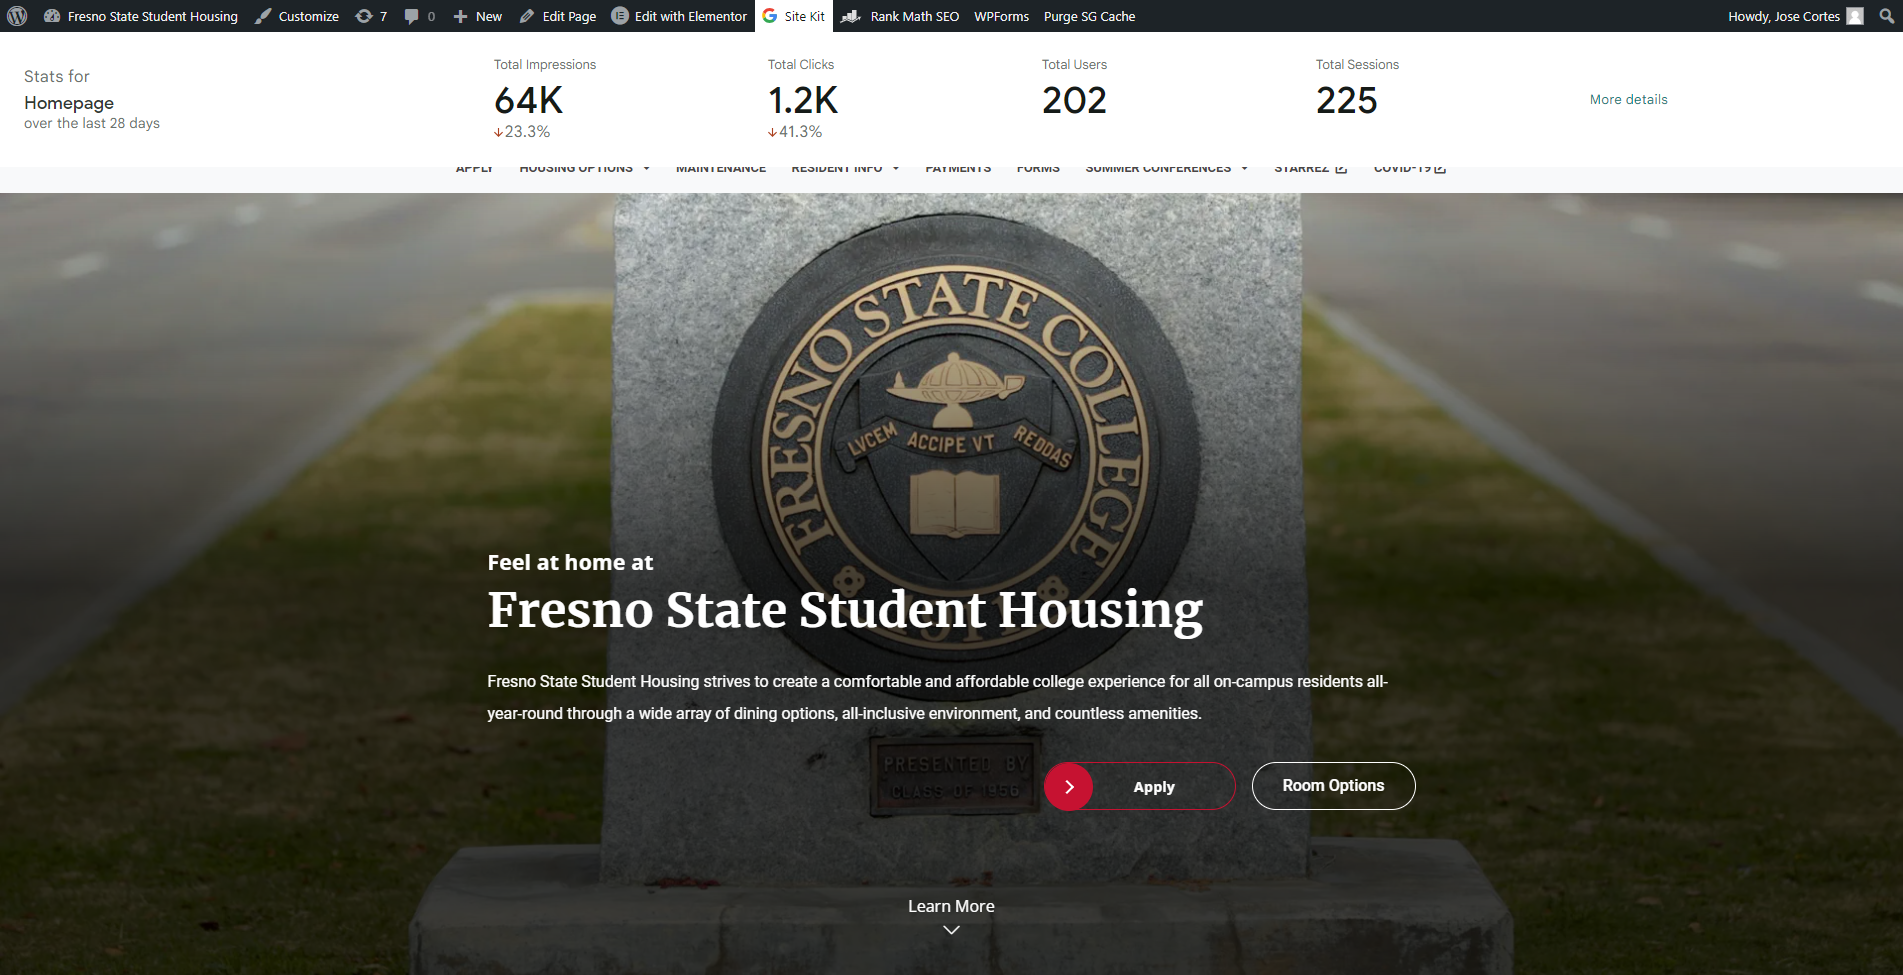 Fresno State Student Housing Customize 7 0 New Edit Page Edit with Elementor Site Kit Rank Math SEO WPForms Purge SG Cache Howdy, Jose Cortes
Stats for
Homepage
over the last 28 days
Total Impressions
64K
23.3%
Total Clicks
1.2K
41.3%
Total Users
202
Total Sessions
225
More details
APPLY HOUSING OPTIONS MAINTENANCE RESIDENT INFO PAYMENTS FORMS SUMMER CONFERENCES STARREZ COVID-19
FRESNO STATE COLLEGE
LVCEM ACCIPE VT REDDAS
Feel at home at
Fresno State Student Housing
Fresno State Student Housing strives to create a comfortable and affordable college experience for all on-campus residents all-
year-round through a wide array of dining options, all-inclusive environment, and countless amenities.
PRESENTED BY
CLASS OF 1956
Apply
Room Options
Learn More